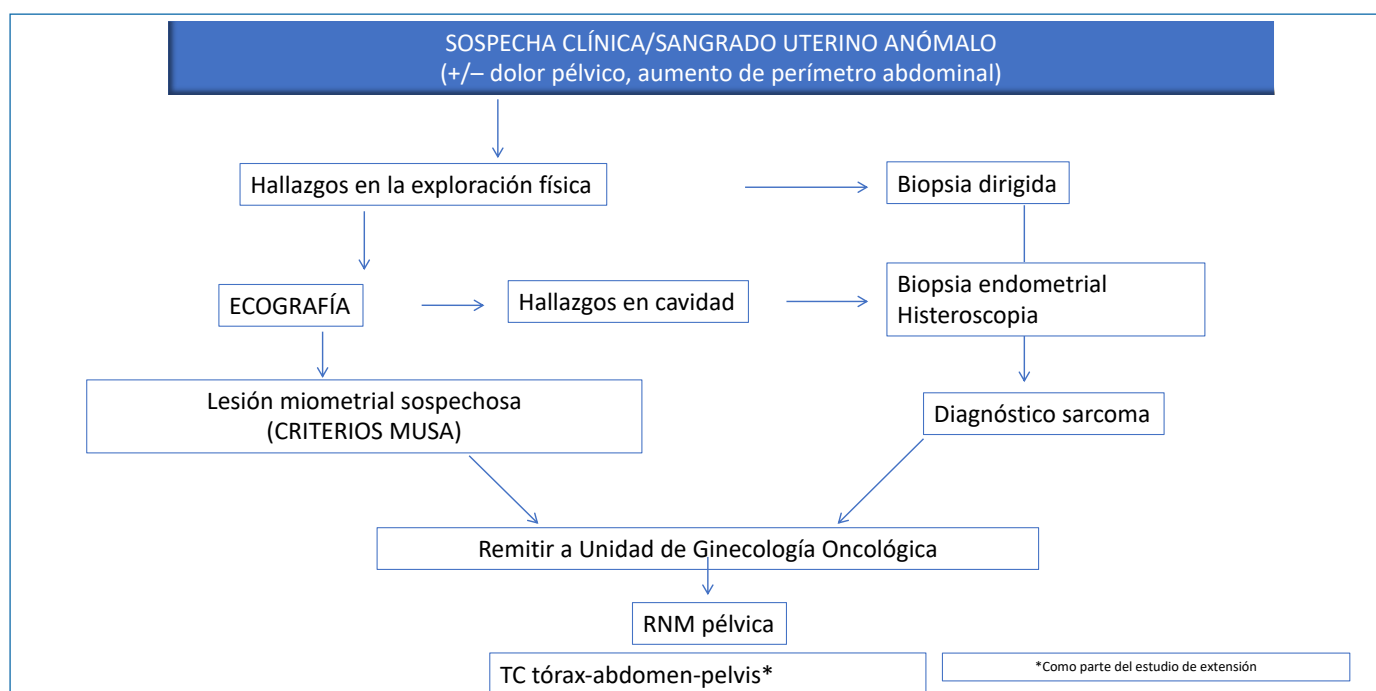 SOSPECHA CLÍNICA/SANGRADO UTERINO ANÓMALO
(+/– dolor pélvico, aumento de perímetro abdominal)
Hallazgos en la exploración física
Biopsia dirigida
ECOGRAFÍA
Hallazgos en cavidad
Biopsia endometrial
Histeroscopia
Lesión miometrial sospechosa
(CRITERIOS MUSA)
Diagnóstico sarcoma
Remitir a Unidad de Ginecología Oncológica
RNM pélvica
TC tórax-abdomen-pelvis*
*Como parte del estudio de extensión